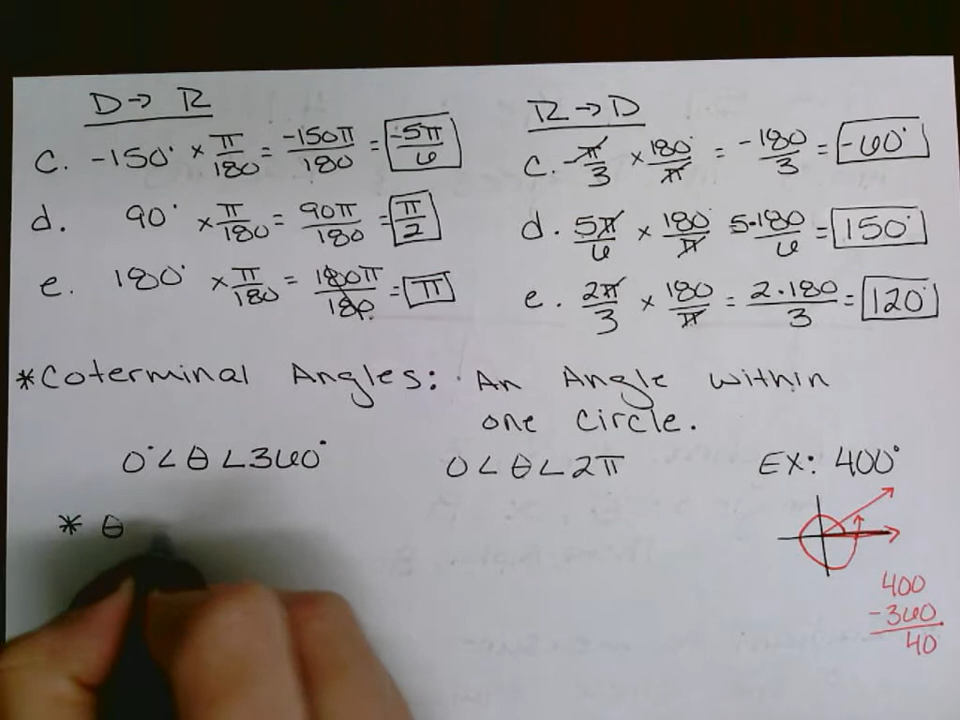 D→ R
c. -150° × π/180 = -150π/180 = -5π/6
d. 90° × π/180 = 90π/180 = π/2
e. 180° × π/180 = 180π/180 = π
R→D
c. -π/3 × 180°/π = -180/3 = -60°
d. 5π/6 × 180°/π 5·180/6 = 150°
e. 2π/3 × 180/π = 2·180/3 = 120°
*Coterminal Angles: An Angle within
one circle.
0° < θ < 360° 0 < θ < 2π EX: 400°
* θ
400
-360
40